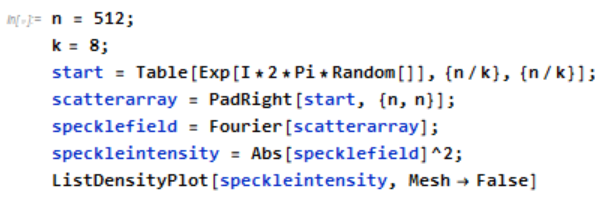 In[•]:= n = 512;
k = 8;
start = Table[Exp[I * 2 * Pi * Random[]], {n / k}, {n / k}];
scatterarray = PadRight[start, {n, n}];
specklefield = Fourier[scatterarray];
speckleintensity = Abs[specklefield]^2;
ListDensityPlot[speckleintensity, Mesh → False]